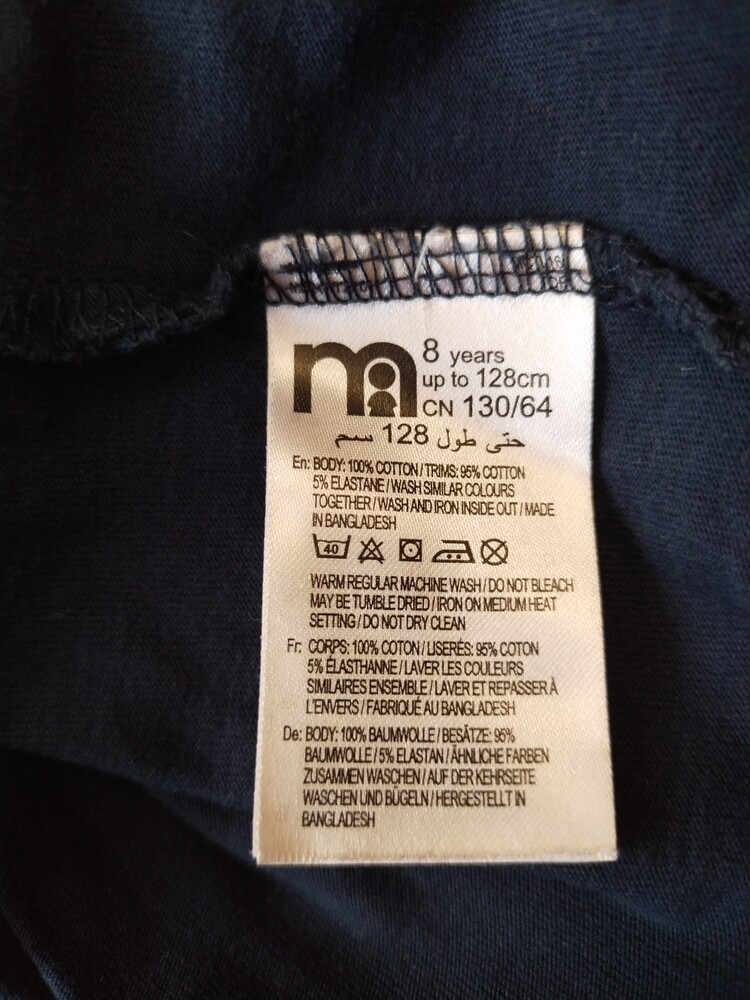 m
8 years
up to 128cm
CN 130/64
حتى طول 128 سم
En: BODY: 100% COTTON / TRIMS: 95% COTTON
5% ELASTANE / WASH SIMILAR COLOURS
TOGETHER / WASH AND IRON INSIDE OUT / MADE
IN BANGLADESH
40
WARM REGULAR MACHINE WASH / DO NOT BLEACH
MAY BE TUMBLE DRIED / IRON ON MEDIUM HEAT
SETTING / DO NOT DRY CLEAN
Fr: CORPS: 100% COTON / LISERÉS: 95% COTON
5% ÉLASTHANNE / LAVER LES COULEURS
SIMILAIRES ENSEMBLE / LAVER ET REPASSER À
L'ENVERS / FABRIQUÉ AU BANGLADESH
De: BODY: 100% BAUMWOLLE / BESÄTZE: 95%
BAUMWOLLE / 5% ELASTAN / ÄHNLICHE FARBEN
ZUSAMMEN WASCHEN / AUF DER KEHRSEITE
WASCHEN UND BÜGELN / HERGESTELLT IN
BANGLADESH